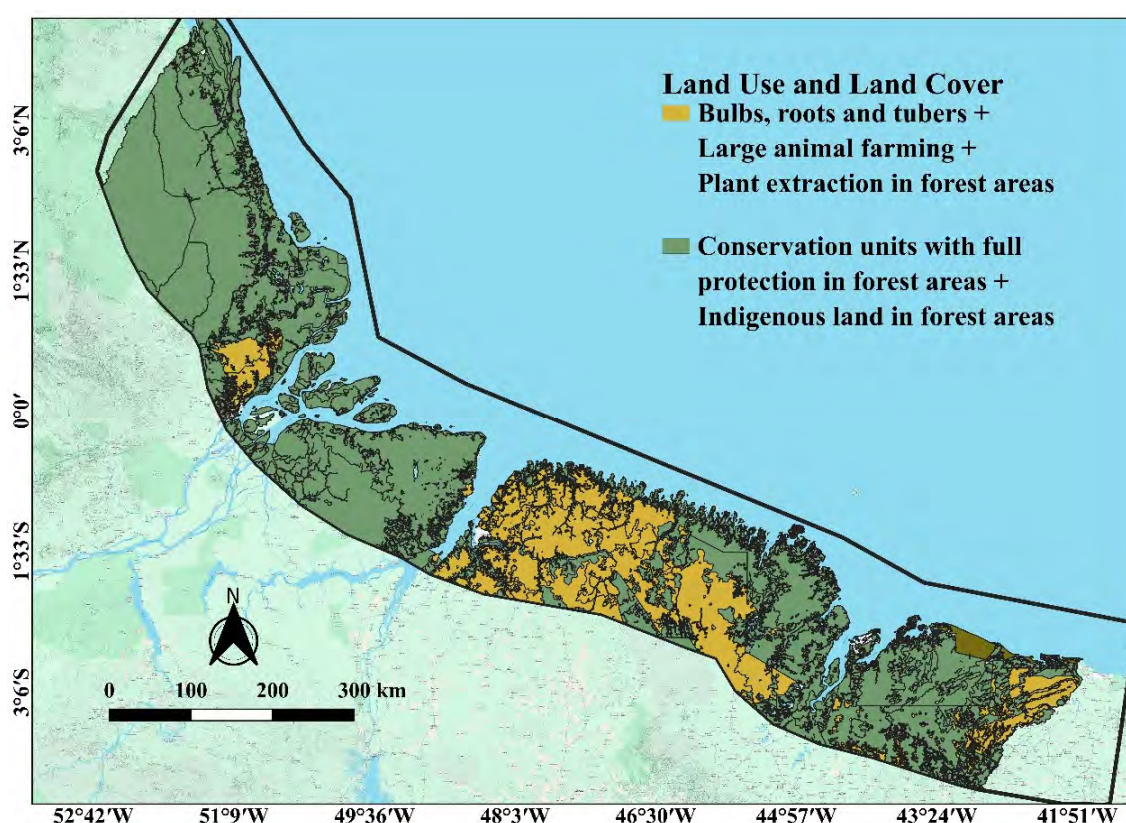 Land Use and Land Cover
Bulbs, roots and tubers +
Large animal farming +
Plant extraction in forest areas
Conservation units with full
protection in forest areas +
Indigenous land in forest areas
3°6'N
1°33'N
0°0'
1°33'S
3°6'S
N
0 100 200 300 km
52°42'W 51°9'W 49°36'W 48°3'W 46°30'W 44°57'W 43°24'W 41°51'W